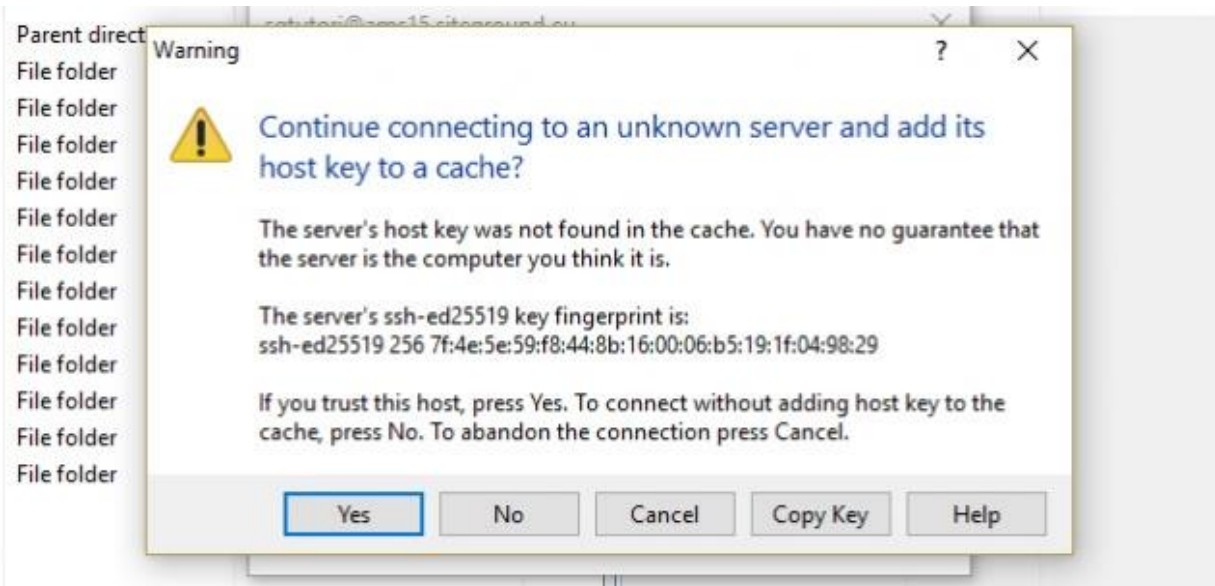 sgtutori@ams15.siteground.eu
Parent direct
Warning
?
File folder
File folder
Continue connecting to an unknown server and add its
host key to a cache?
File folder
File folder
File folder
The server's host key was not found in the cache. You have no guarantee that
the server is the computer you think it is.
File folder
File folder
The server's ssh-ed25519 key fingerprint is:
ssh-ed25519 256 7f:4e:5e:59:f8:44:8b:16:00:06:b5:19:1f:04:98:29
File folder
File folder
File folder
If you trust this host, press Yes. To connect without adding host key to the
cache, press No. To abandon the connection press Cancel.
File folder
File folder
Yes
No
Cancel
Copy Key
Help